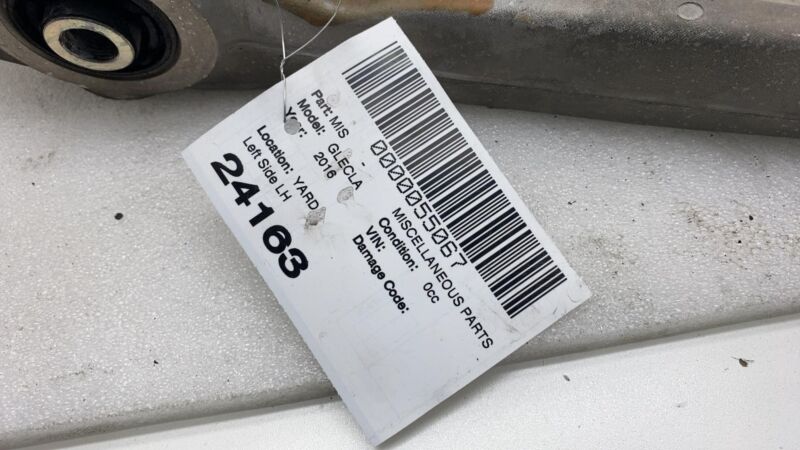 0000055067
Part: MIS - MISCELLANEOUS PARTS
Model: GLECLA Condition: 0cc
Year: 2016 VIN:
Damage Code:
Location: YARD
Left Side LH
24163